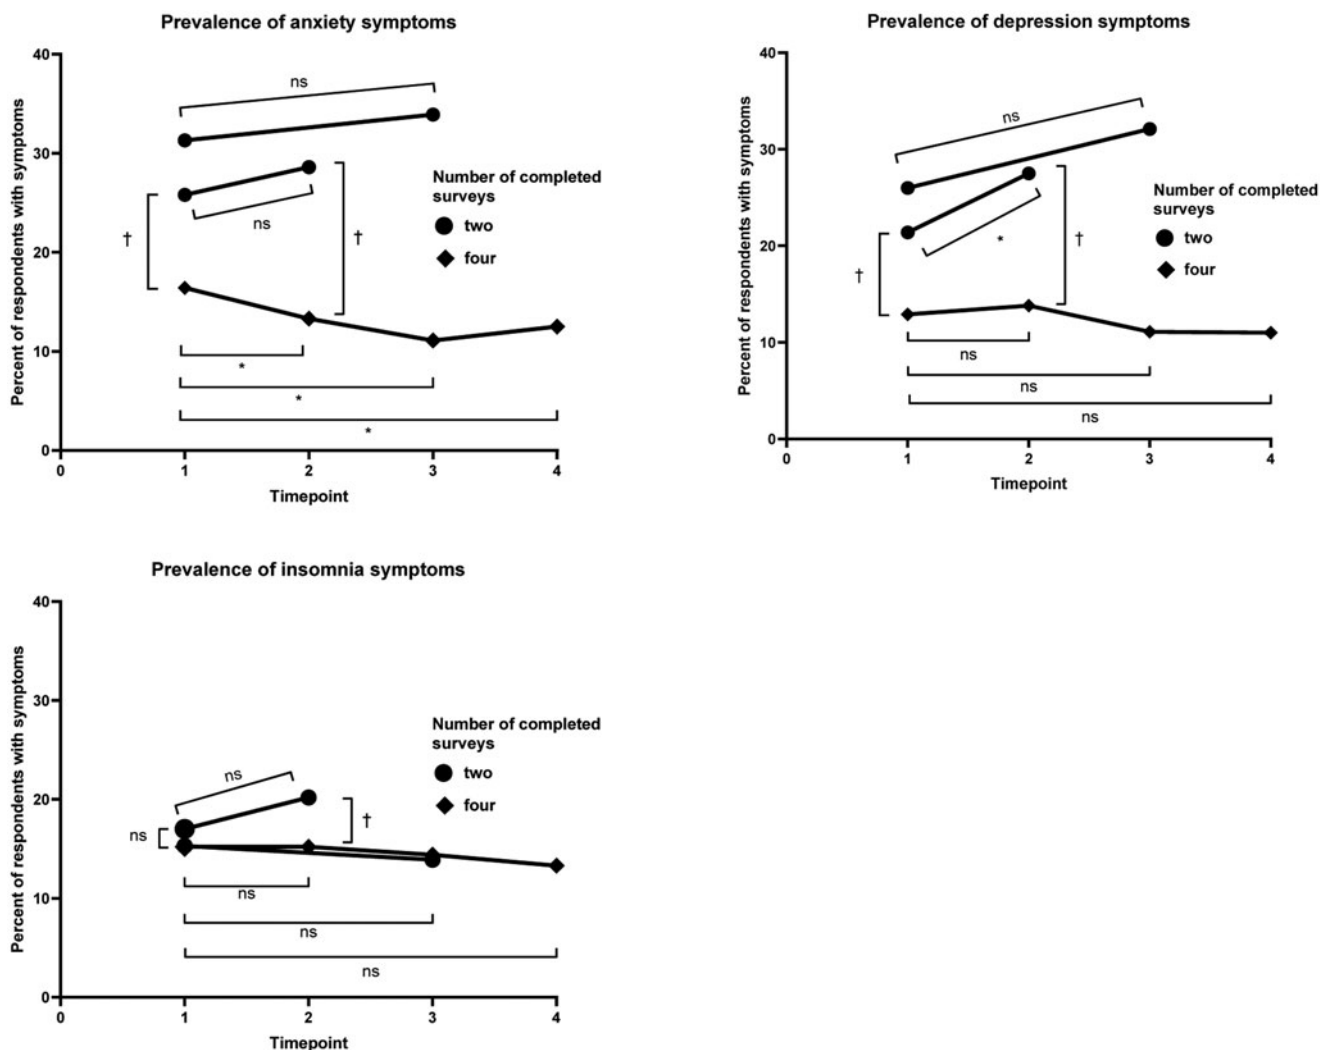 Prevalence of anxiety symptoms
Percent of respondents with symptoms
40
30
20
10
0
ns
ns
†
†
*
*
*
Number of completed
surveys
two
four
0
1
2
3
4
Timepoint
Prevalence of depression symptoms
Percent of respondents with symptoms
40
30
20
10
0
ns
*
†
†
ns
ns
ns
Number of completed
surveys
two
four
0
1
2
3
4
Timepoint
Prevalence of insomnia symptoms
Percent of respondents with symptoms
40
30
20
10
0
ns
ns
†
ns
ns
ns
Number of completed
surveys
two
four
0
1
2
3
4
Timepoint